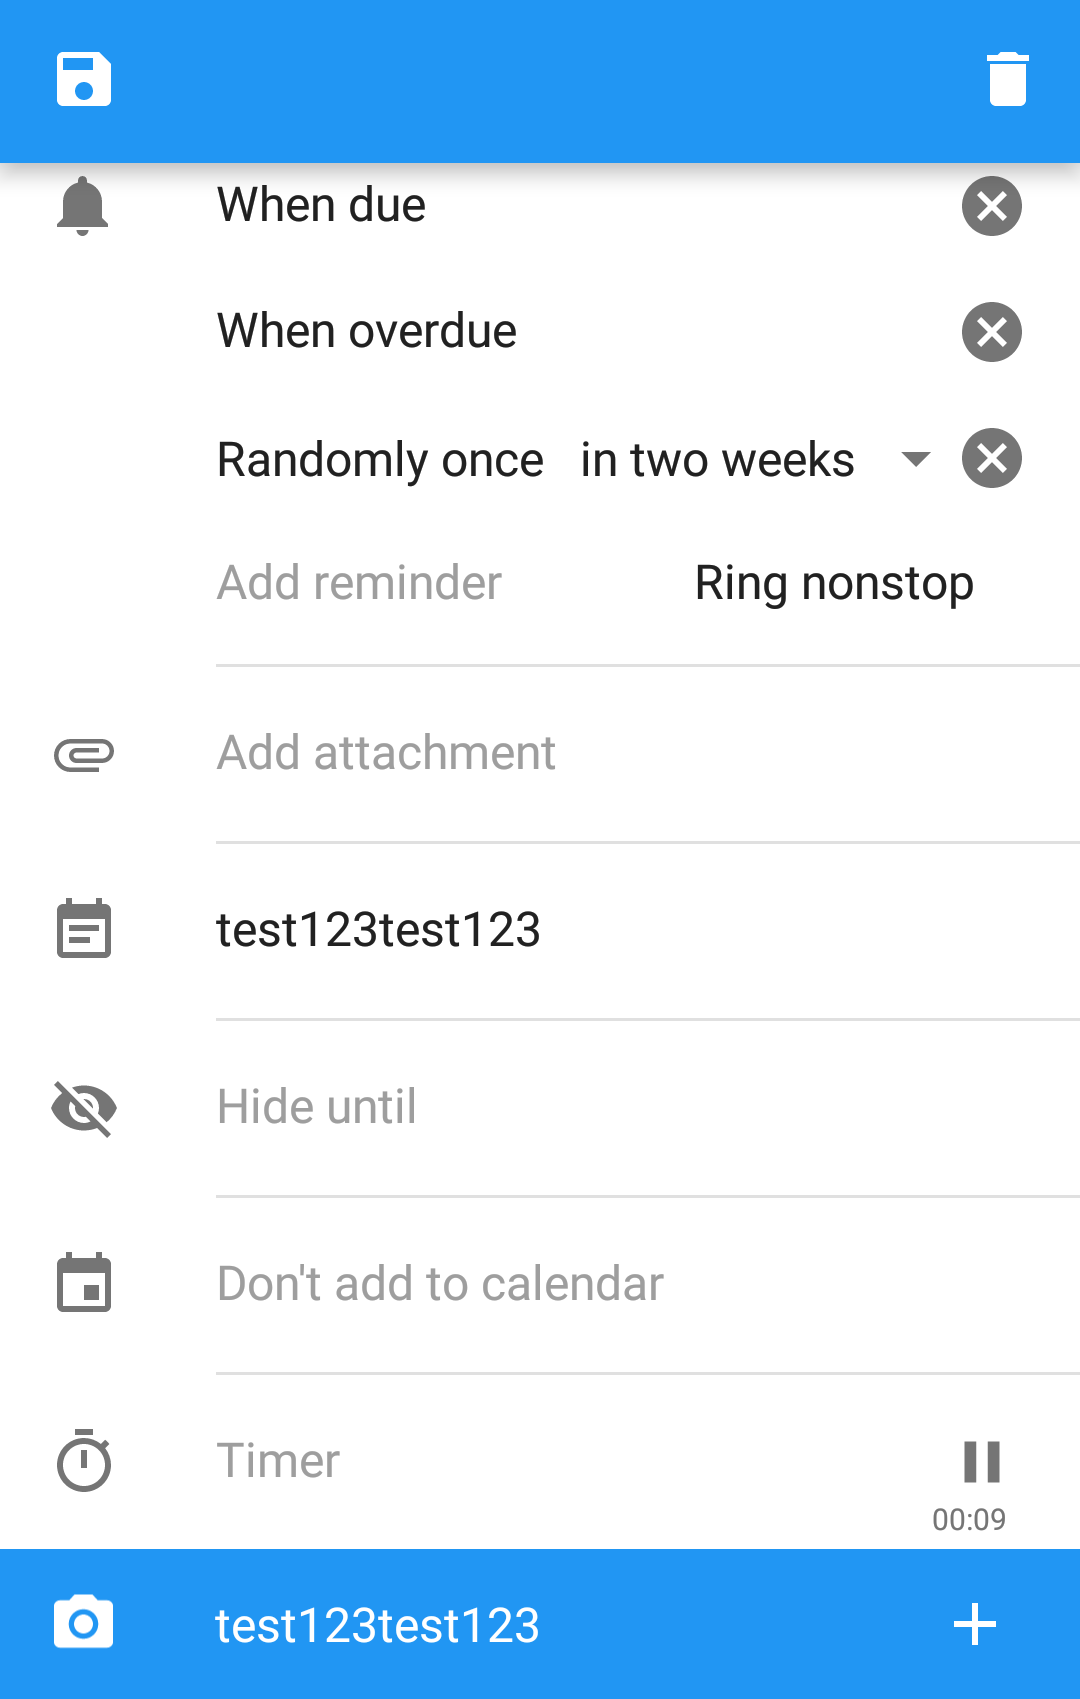 When due
When overdue
Randomly once in two weeks
Add reminder Ring nonstop
Add attachment
test123test123
Hide until
Don't add to calendar
Timer
00:09
test123test123